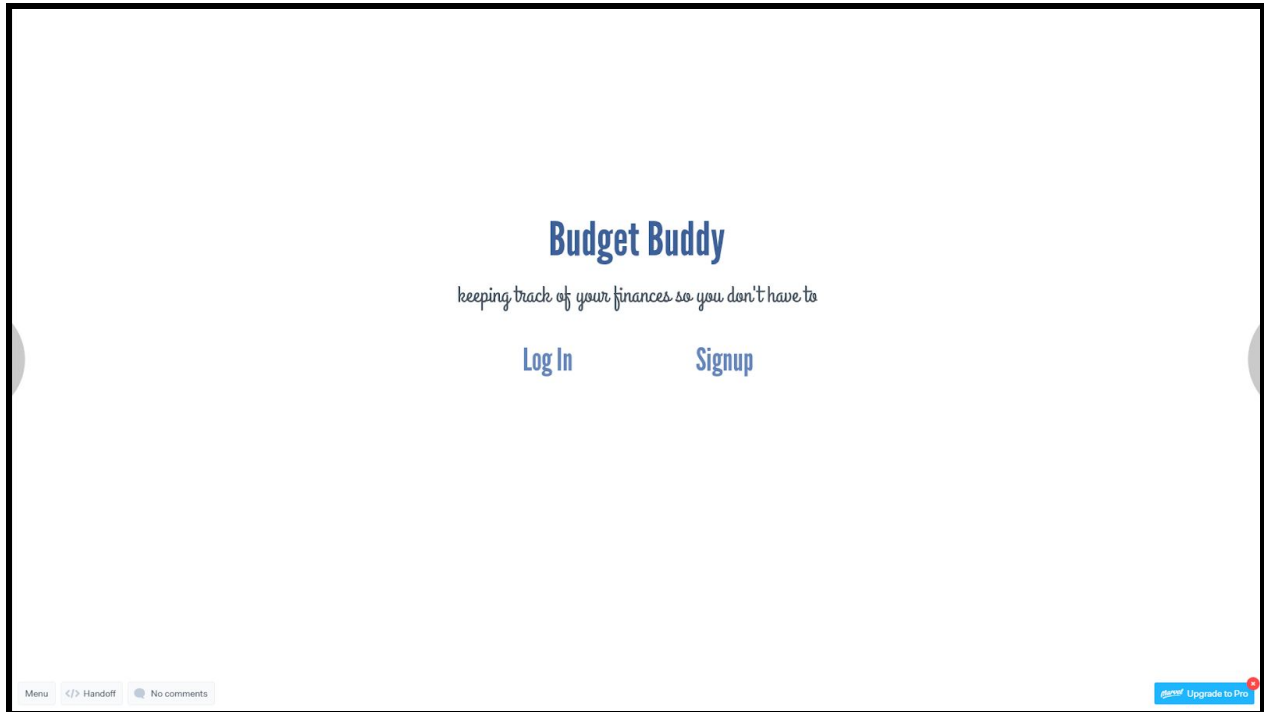 Budget Buddy
keeping track of your finances so you don't have to
Log In Signup
Menu </> Handoff No comments
Marvel Upgrade to Pro